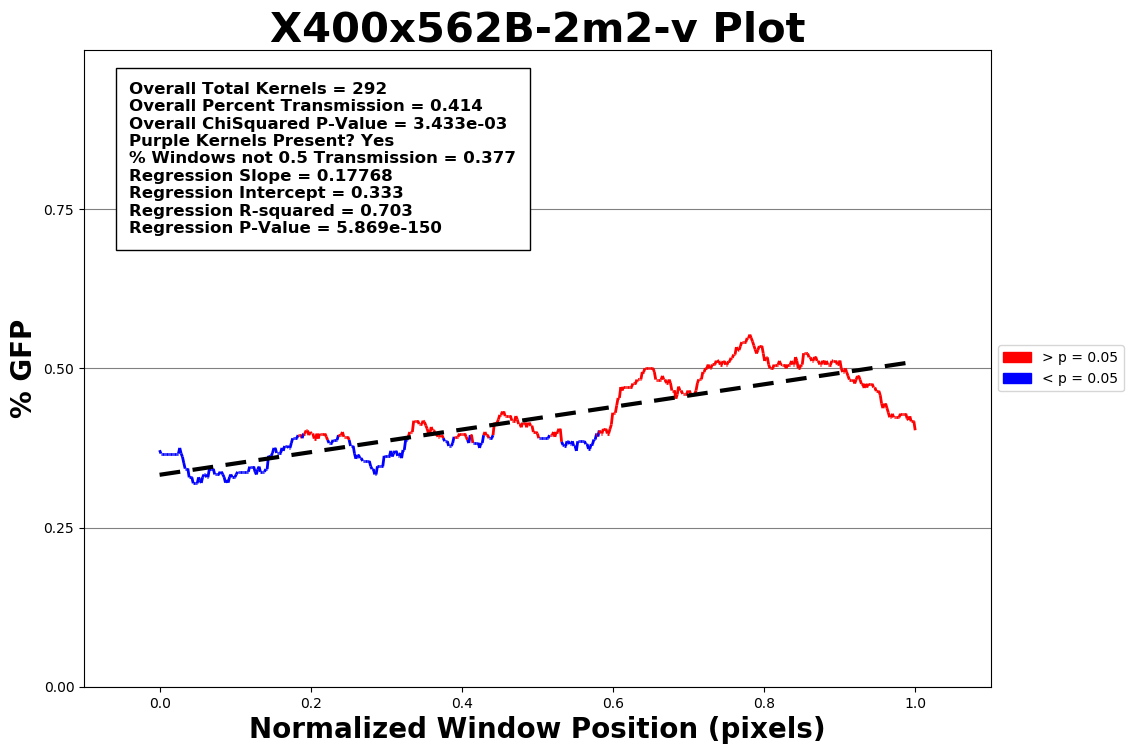 X400x562B-2m2-v Plot
Overall Total Kernels = 292
Overall Percent Transmission = 0.414
Overall ChiSquared P-Value = 3.433e-03
Purple Kernels Present? Yes
% Windows not 0.5 Transmission = 0.377
Regression Slope = 0.17768
Regression Intercept = 0.333
Regression R-squared = 0.703
Regression P-Value = 5.869e-150
0.75
0.50
0.25
0.00
% GFP
> p = 0.05
< p = 0.05
0.0 0.2 0.4 0.6 0.8 1.0
Normalized Window Position (pixels)